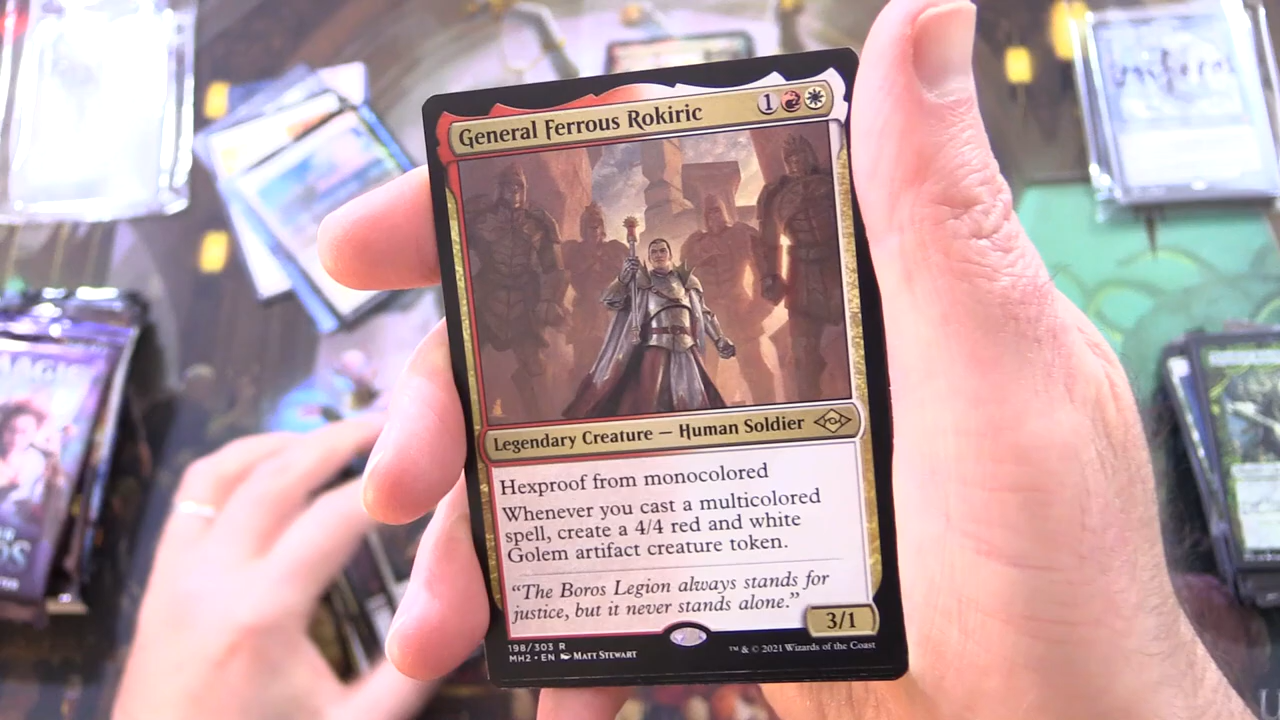 General Ferrous Rokiric
1
Legendary Creature — Human Soldier
Hexproof from monocolored
Whenever you cast a multicolored
spell, create a 4/4 red and white
Golem artifact creature token.
“The Boros Legion always stands for
justice, but it never stands alone.”
3/1
198/303 R
MH2 • EN Matt Stewart
™ & © 2021 Wizards of the Coast
MAGIC